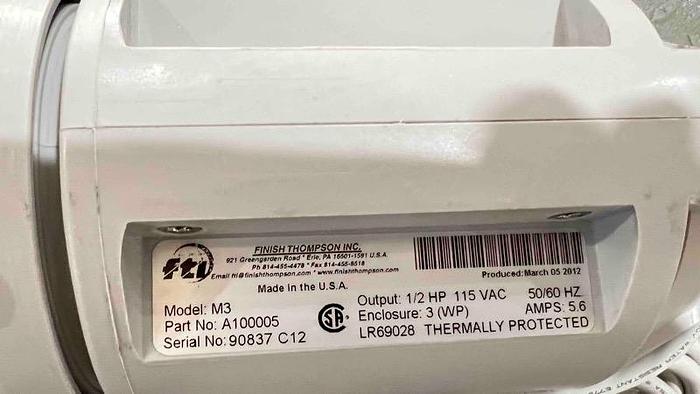 fti
FINISH THOMPSON INC.
921 Greengarden Road * Erie, PA 16501-1591 U.S.A.
Ph 814-455-4478 * Fax 814-455-8518
Email fti@finishthompson.com * www.finishthompson.com
Made in the U.S.A.
Produced: March 05 2012
Model: M3
Part No: A100005
Serial No: 90837 C12
SA
Output: 1/2 HP 115 VAC 50/60 HZ
Enclosure: 3 (WP) AMPS: 5.6
LR69028 THERMALLY PROTECTED
WATER RESISTANT